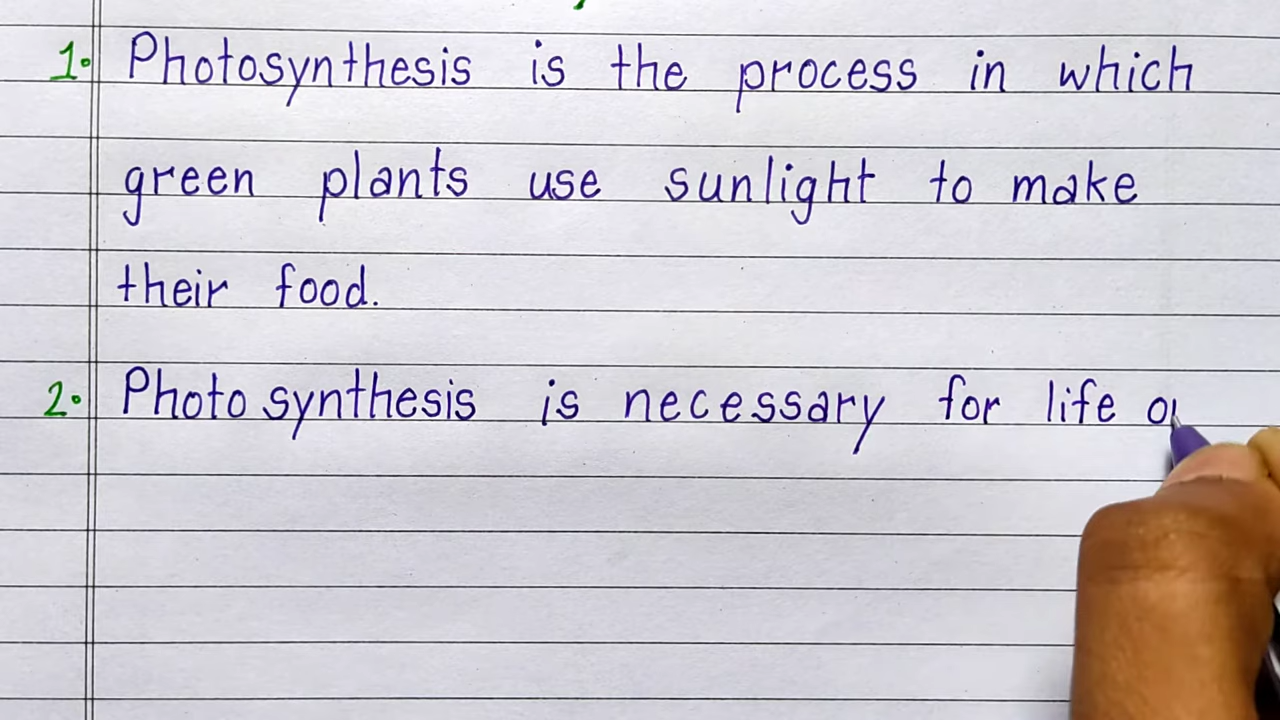 1. Photosynthesis is the process in which
green plants use sunlight to make
their food.
2. Photosynthesis is necessary for life